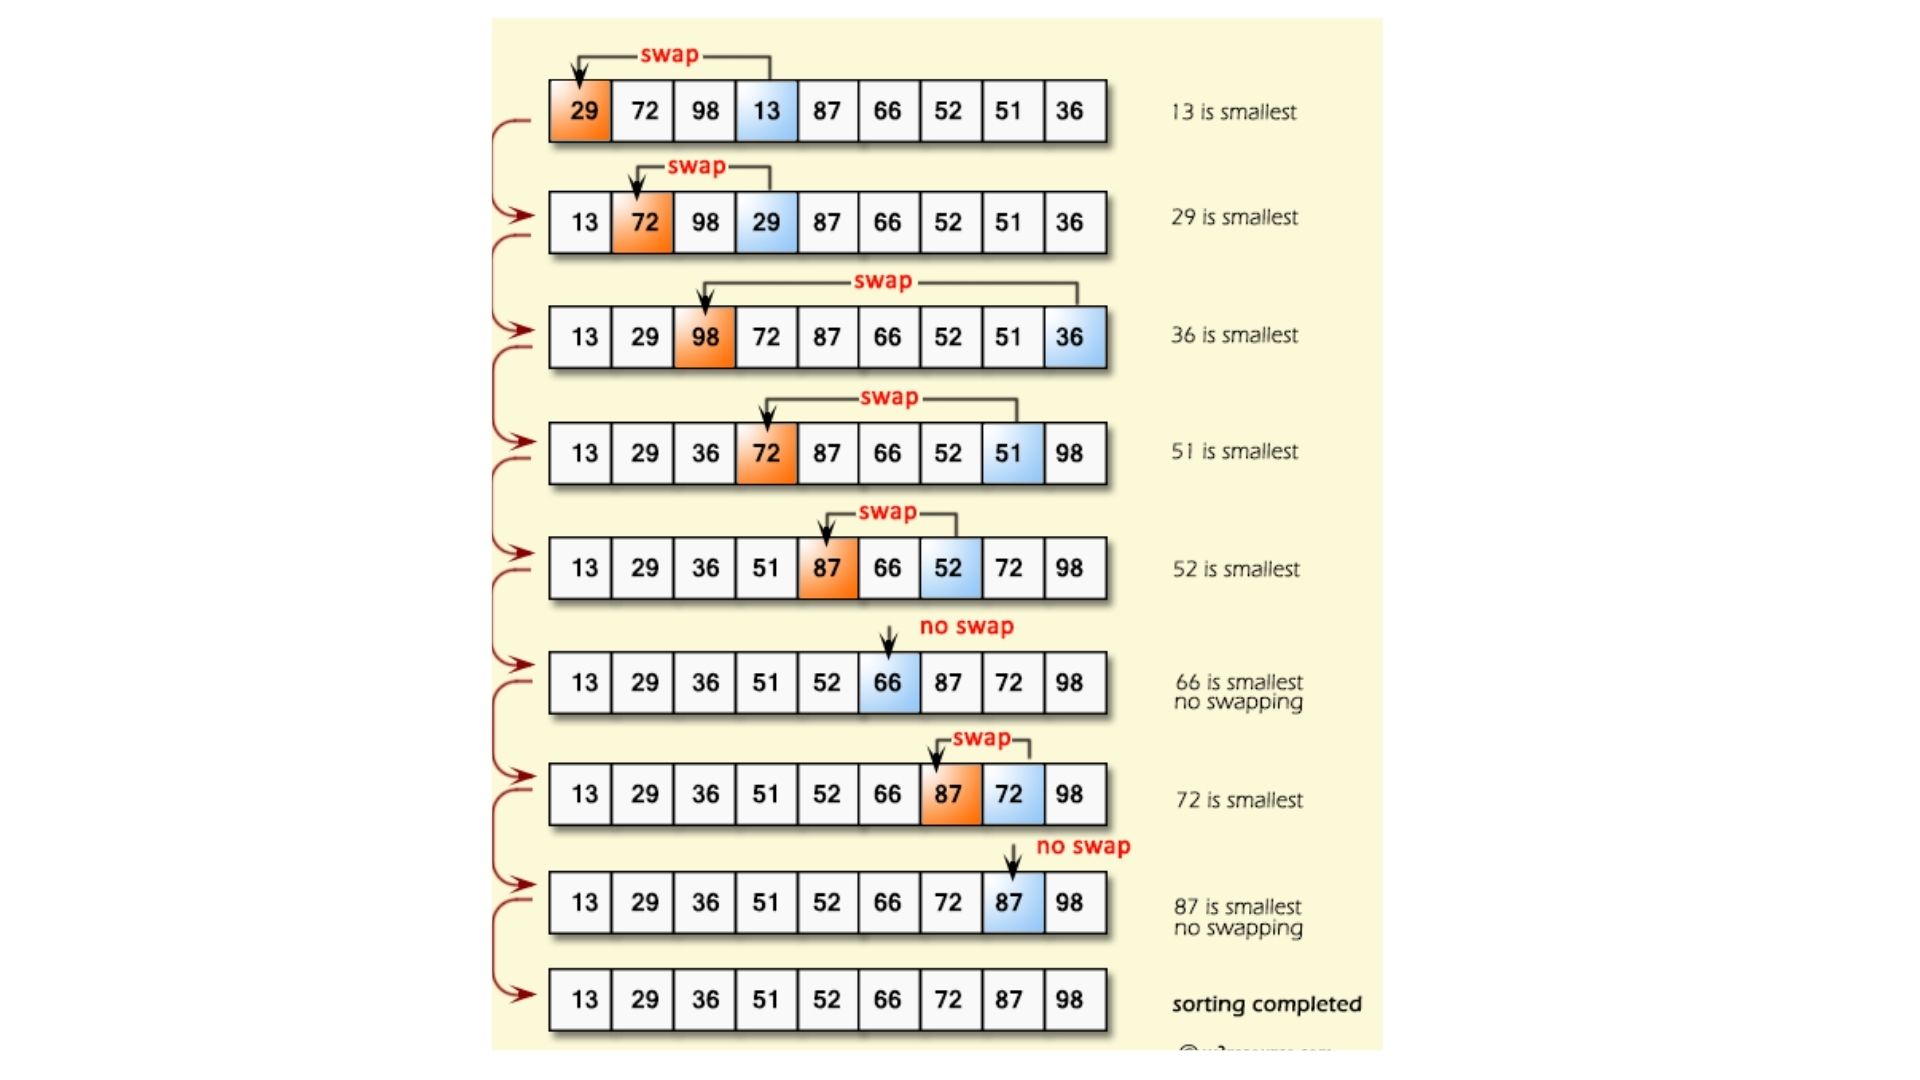 swap
29 72 98 13 87 66 52 51 36
13 is smallest
swap
13 72 98 29 87 66 52 51 36
29 is smallest
swap
13 29 98 72 87 66 52 51 36
36 is smallest
swap
13 29 36 72 87 66 52 51 98
51 is smallest
swap
13 29 36 51 87 66 52 72 98
52 is smallest
no swap
13 29 36 51 52 66 87 72 98
66 is smallest
no swapping
swap
13 29 36 51 52 66 87 72 98
72 is smallest
no swap
13 29 36 51 52 66 72 87 98
87 is smallest
no swapping
13 29 36 51 52 66 72 87 98
sorting completed